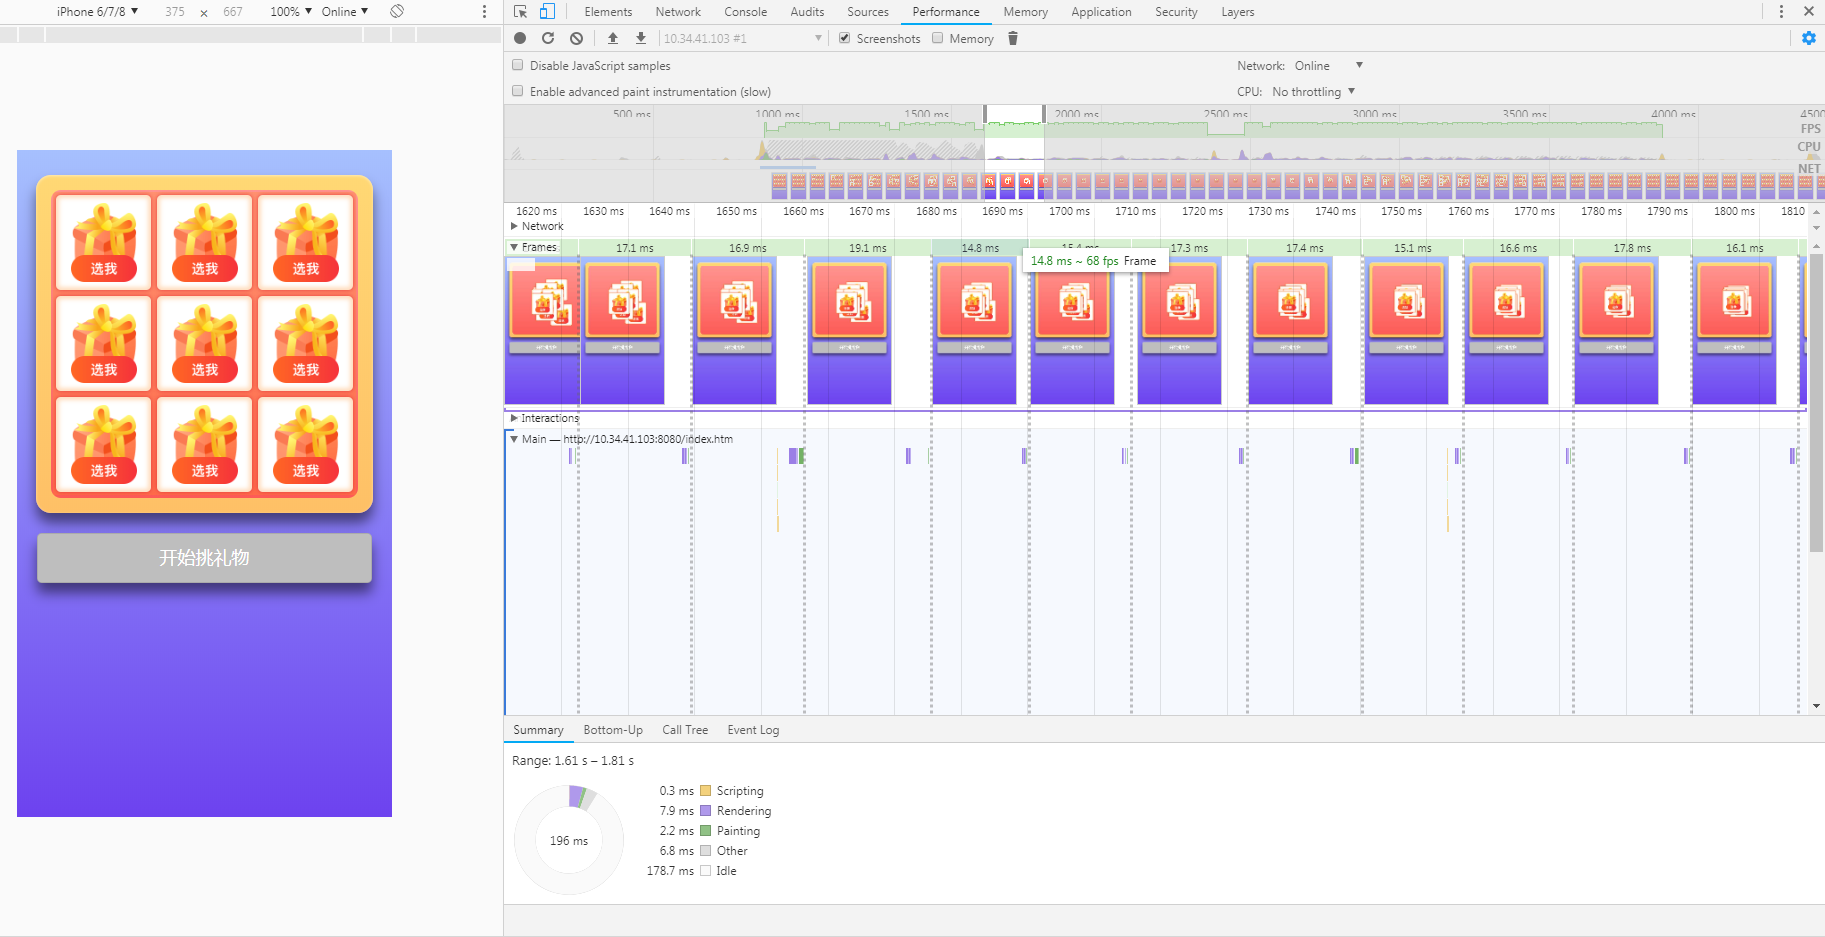 iPhone 6/7/8 ▼ 375 × 667 100% ▼ Online ▼
选我 选我 选我
选我 选我 选我
选我 选我 选我
开始挑礼物
Elements Network Console Audits Sources Performance Memory Application Security Layers
10.34.41.103 #1 Screenshots Memory
Disable JavaScript samples Network: Online ▼
Enable advanced paint instrumentation (slow) CPU: No throttling ▼
500 ms 1000 ms 1500 ms 2000 ms 2500 ms 3000 ms 3500 ms 4000 ms 4500
FPS
CPU
NET
1620 ms 1630 ms 1640 ms 1650 ms 1660 ms 1670 ms 1680 ms 1690 ms 1700 ms 1710 ms 1720 ms 1730 ms 1740 ms 1750 ms 1760 ms 1770 ms 1780 ms 1790 ms 1800 ms 1810
Network
Frames 17.1 ms 16.9 ms 19.1 ms 14.8 ms 17.3 ms 17.4 ms 15.1 ms 16.6 ms 17.8 ms 16.1 ms
14.8 ms ~ 68 fps Frame
Interactions
Main — http://10.34.41.103:8080/index.htm
Summary Bottom-Up Call Tree Event Log
Range: 1.61 s – 1.81 s
196 ms
0.3 ms Scripting
7.9 ms Rendering
2.2 ms Painting
6.8 ms Other
178.7 ms Idle